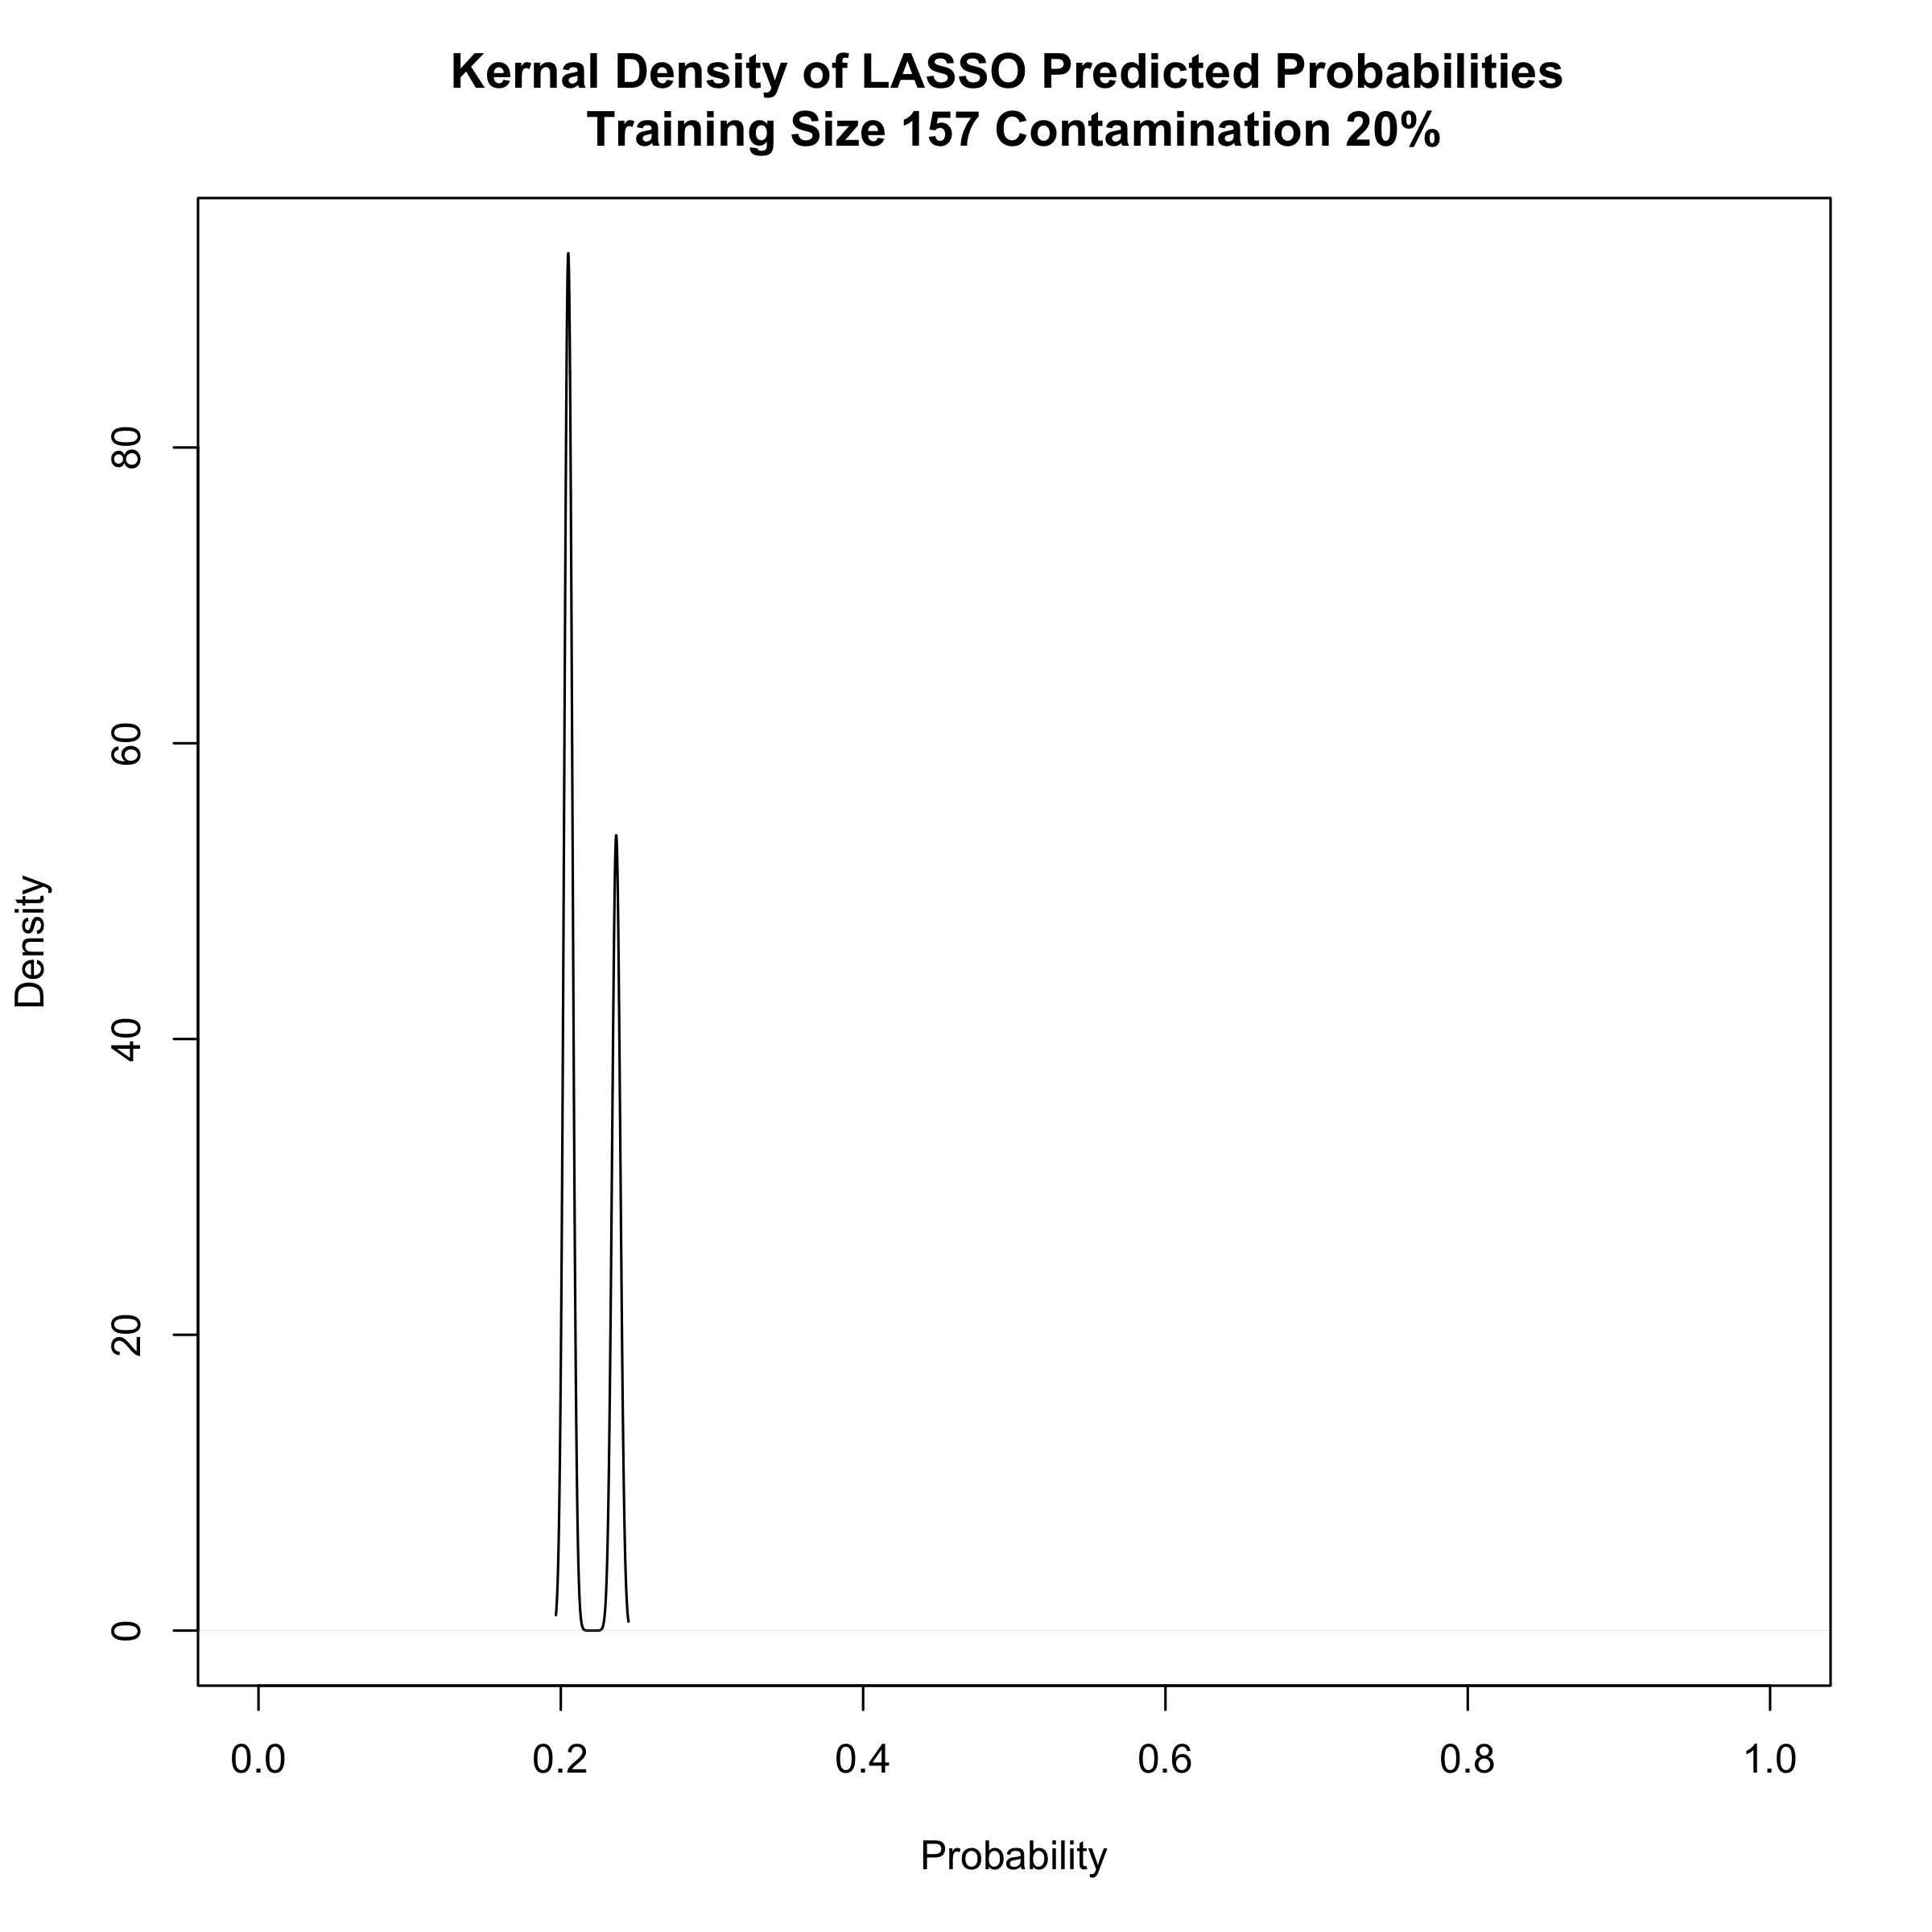 Kernal Density of LASSO Predicted Probabilities
Training Size 157 Contamination 20%
Density
80
60
40
20
0
0.0 0.2 0.4 0.6 0.8 1.0
Probability